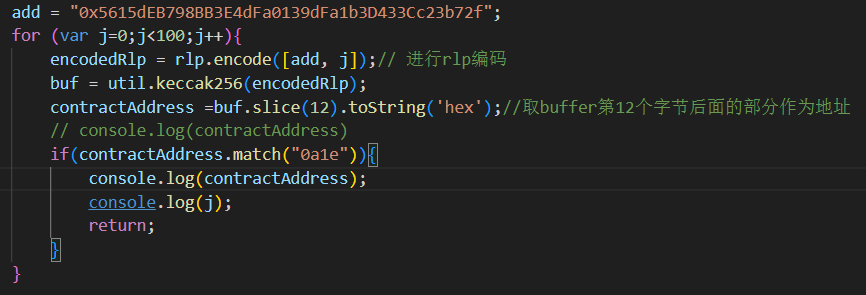 add = "0x5615dEB798BB3E4dFa0139dFa1b3D433Cc23b72f";
for (var j=0;j<100;j++){
encodedRlp = rlp.encode([add, j]);// 进行rlp编码
buf = util.keccak256(encodedRlp);
contractAddress =buf.slice(12).toString('hex');//取buffer第12个字节后面的部分作为地址
// console.log(contractAddress)
if(contractAddress.match("0a1e")){
console.log(contractAddress);
console.log(j);
return;
}
}